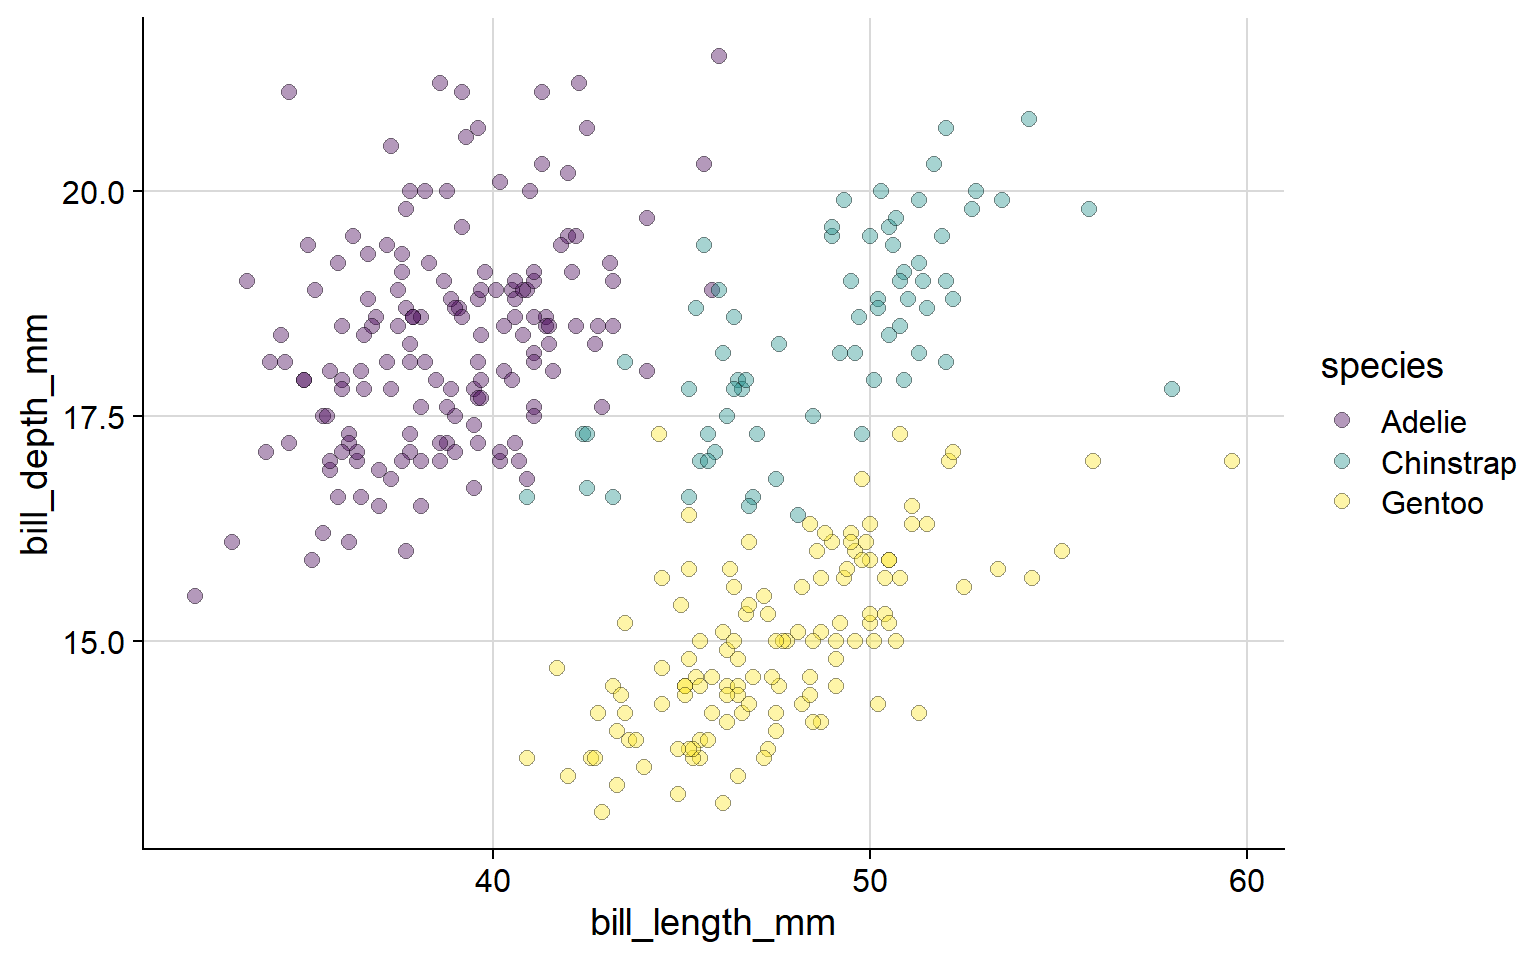 20.0
17.5
15.0
bill_depth_mm
40
50
60
bill_length_mm
species
Adelie
Chinstrap
Gentoo